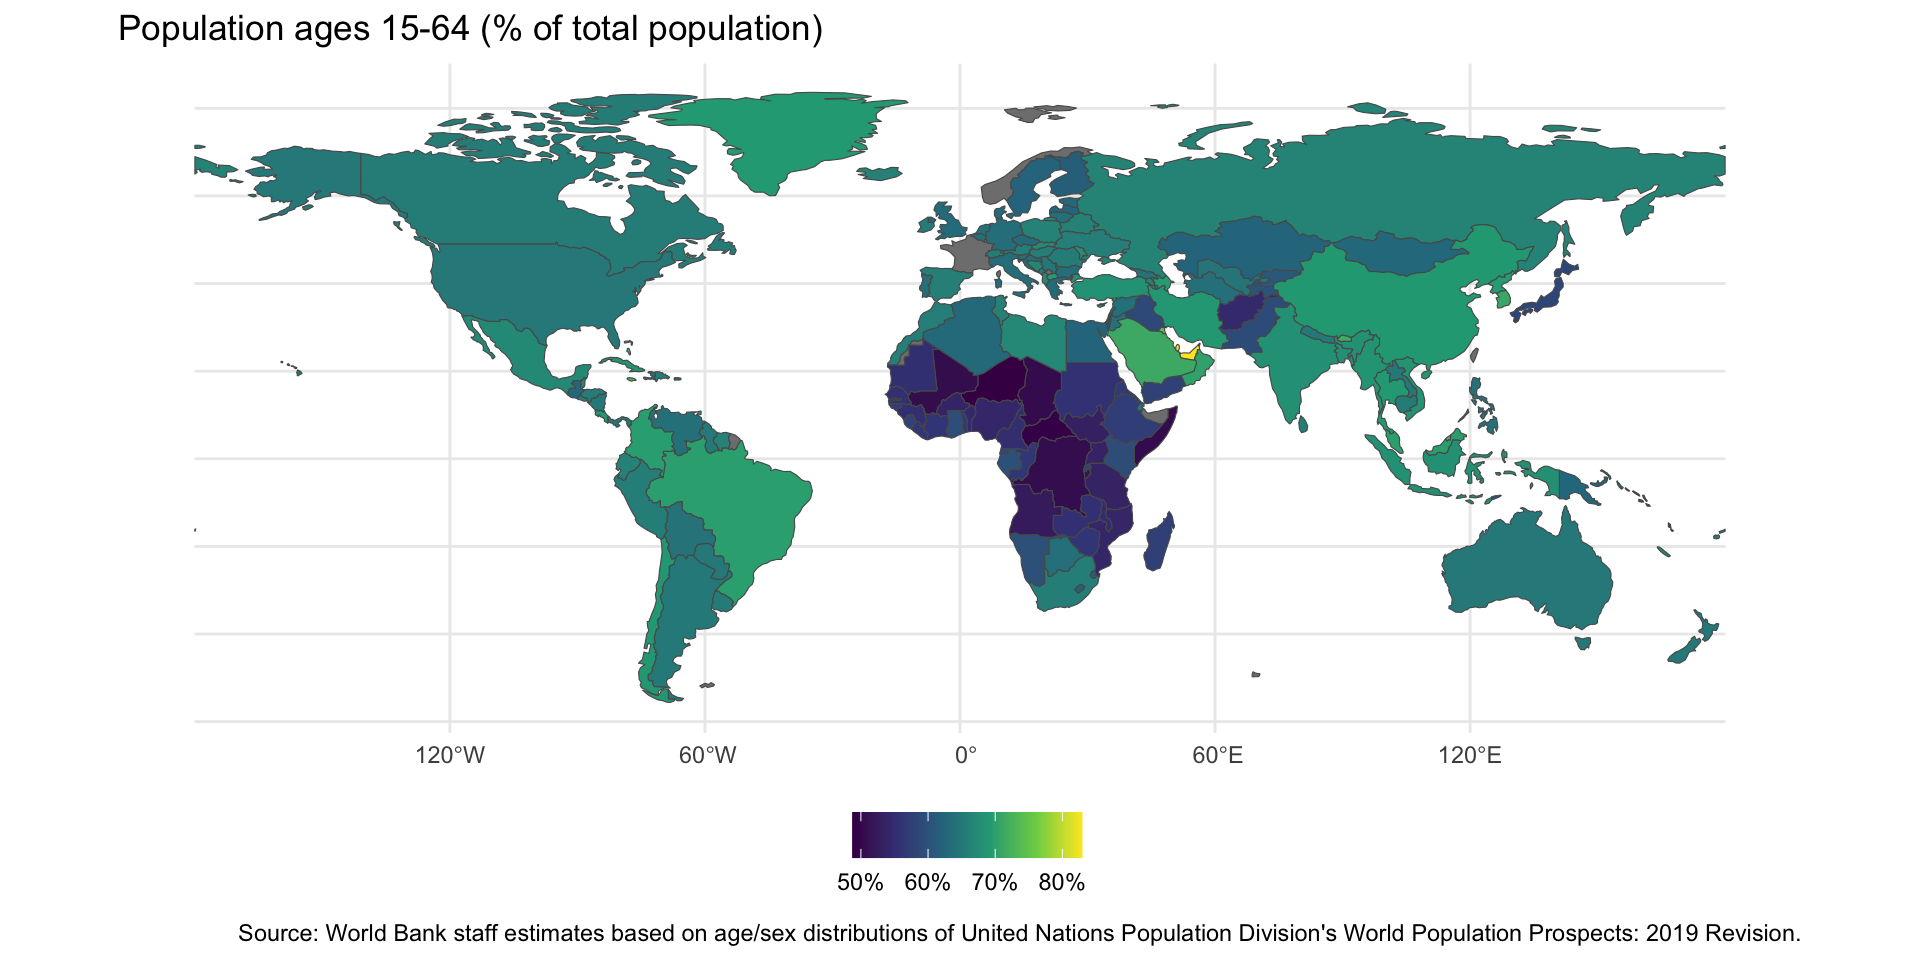 Population ages 15-64 (% of total population)
120°W 60°W 0° 60°E 120°E
50% 60% 70% 80%
Source: World Bank staff estimates based on age/sex distributions of United Nations Population Division's World Population Prospects: 2019 Revision.